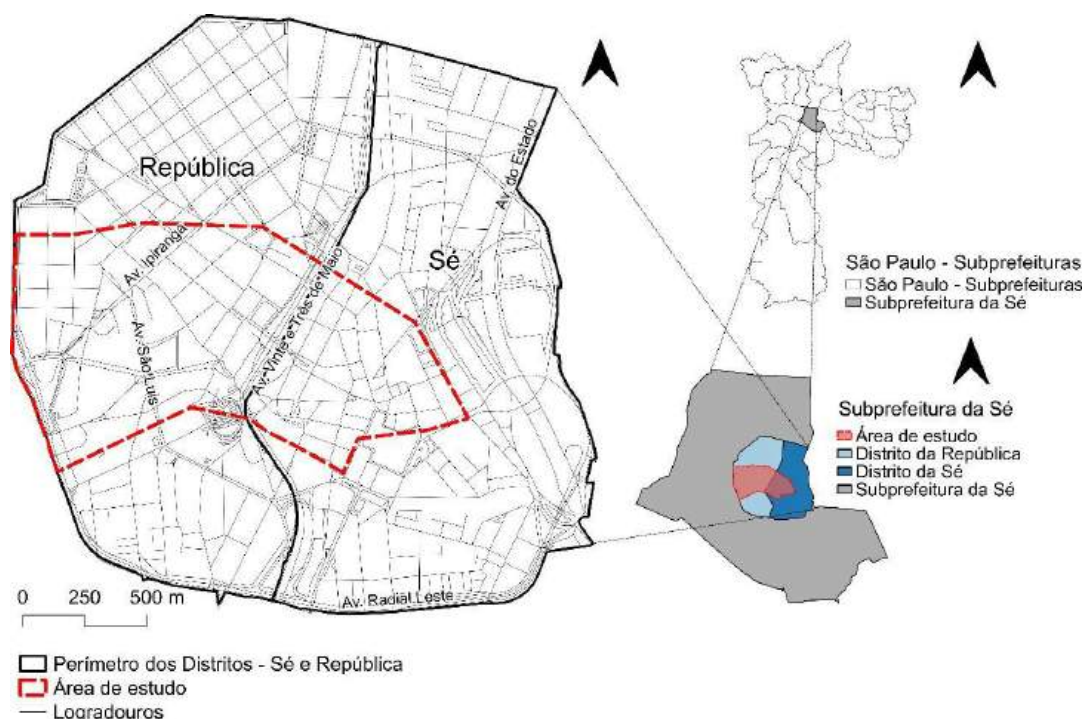 República
Sé
Av. Ipiranga
Av. São Luis
Av. Vinte e Três de Maio
Av. do Estado
Av. Radial Leste
0 250 500 m
Perímetro dos Distritos - Sé e República
Área de estudo
Logradouros
São Paulo - Subprefeituras
São Paulo - Subprefeituras
Subprefeitura da Sé
Subprefeitura da Sé
Área de estudo
Distrito da República
Distrito da Sé
Subprefeitura da Sé